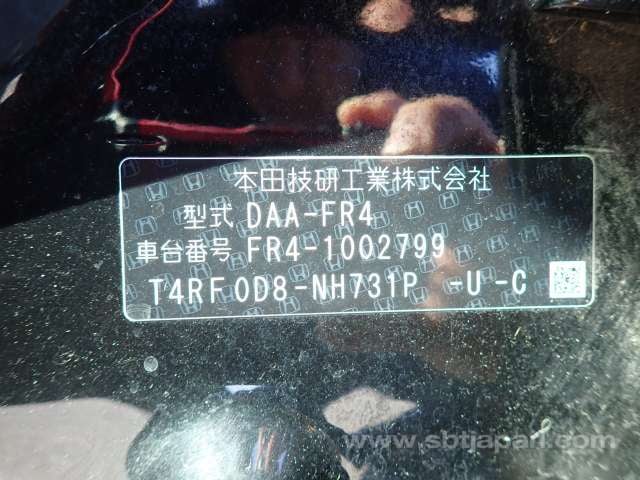 本田技研工業株式会社
型式 DAA-FR4
車台番号 FR4-1002799
T4RF0D8-NH731P -U-C
www.sbtjapan.com